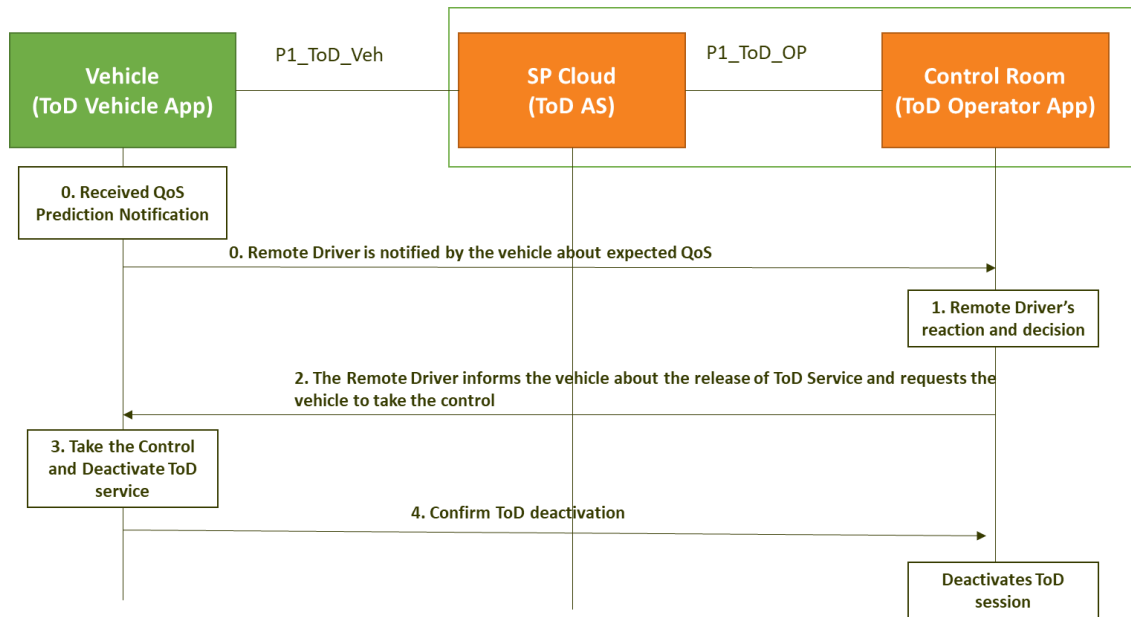 P1_ToD_Veh
P1_ToD_OP
Vehicle
(ToD Vehicle App)
SP Cloud
(ToD AS)
Control Room
(ToD Operator App)
0. Received QoS
Prediction Notification
0. Remote Driver is notified by the vehicle about expected QoS
1. Remote Driver's
reaction and decision
2. The Remote Driver informs the vehicle about the release of ToD Service and requests the
vehicle to take the control
3. Take the Control
and Deactivate ToD
service
4. Confirm ToD deactivation
Deactivates ToD
session